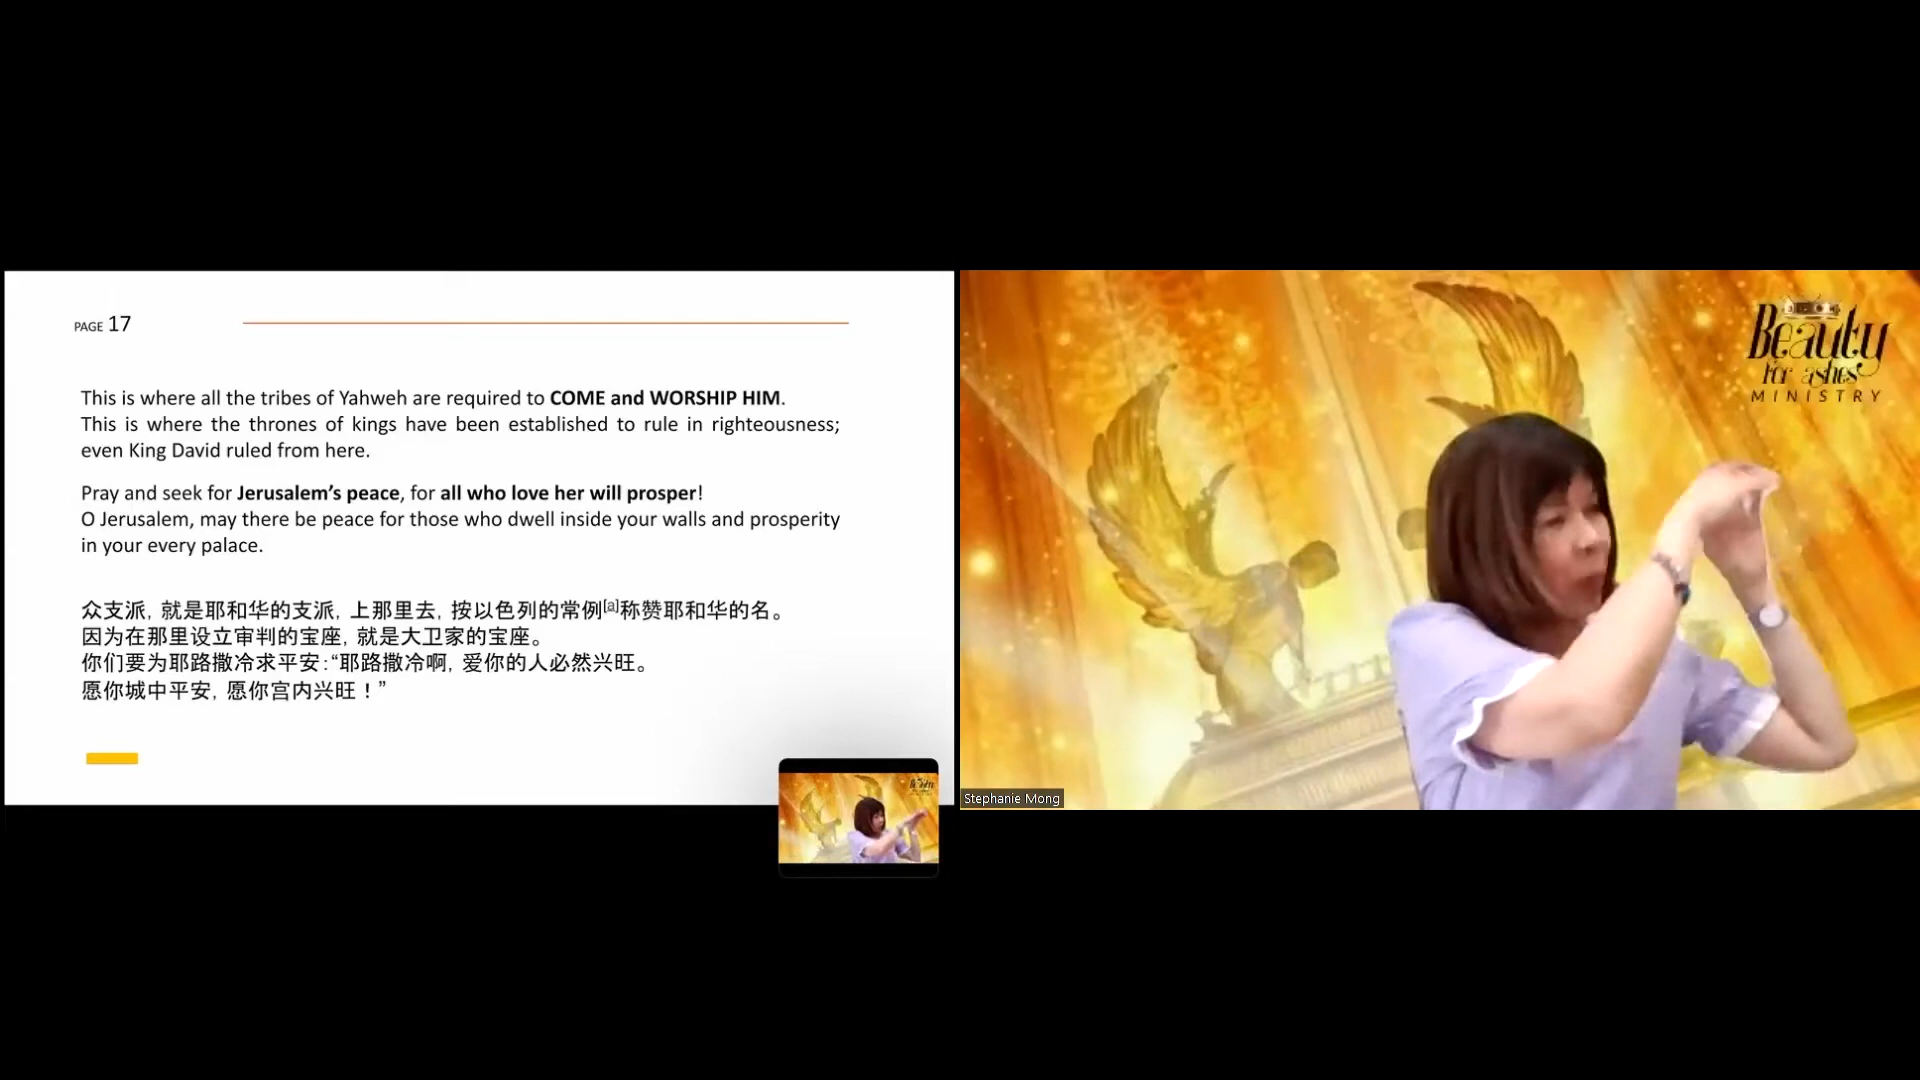 PAGE 17
This is where all the tribes of Yahweh are required to COME and WORSHIP HIM.
This is where the thrones of kings have been established to rule in righteousness;
even King David ruled from here.
Pray and seek for Jerusalem’s peace, for all who love her will prosper!
O Jerusalem, may there be peace for those who dwell inside your walls and prosperity
in your every palace.
众支派，就是耶和华的支派，上那里去，按以色列的常例[a]称赞耶和华的名。
因为在那里设立审判的宝座，就是大卫家的宝座。
你们要为耶路撒冷求平安：“耶路撒冷啊，爱你的人必然兴旺。
愿你城中平安，愿你宫内兴旺！”
Beauty
For ashes
MINISTRY
Stephanie Mong